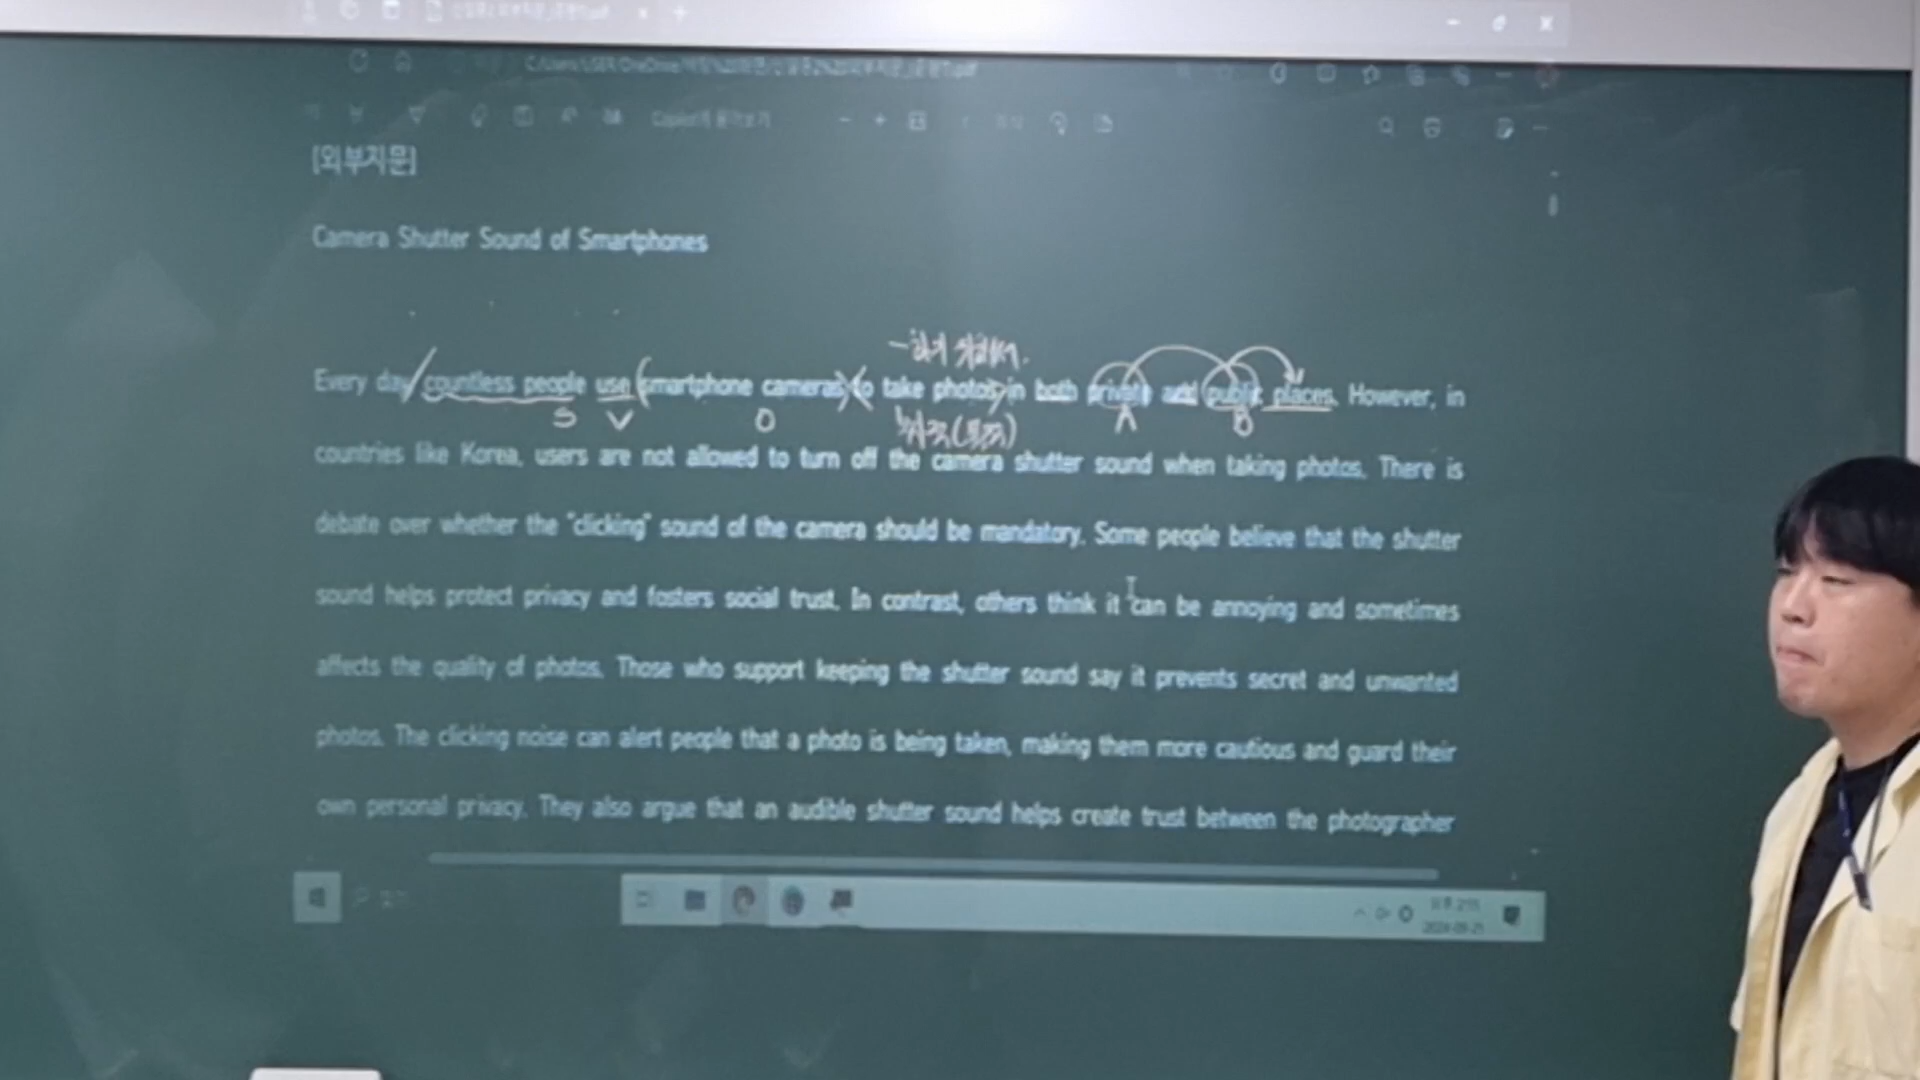 [외부지문]
Camera Shutter Sound of Smartphones
~하기 위해서.
Every day countless people use smartphone cameras to take photos in both private and public places. However, in
S V O A B
countries like Korea, users are not allowed to turn off the camera shutter sound when taking photos. There is
debate over whether the "clicking" sound of the camera should be mandatory. Some people believe that the shutter
sound helps protect privacy and fosters social trust. In contrast, others think it can be annoying and sometimes
affects the quality of photos. Those who support keeping the shutter sound say it prevents secret and unwanted
photos. The clicking noise can alert people that a photo is being taken, making them more cautious and guard their
own personal privacy. They also argue that an audible shutter sound helps create trust between the photographer